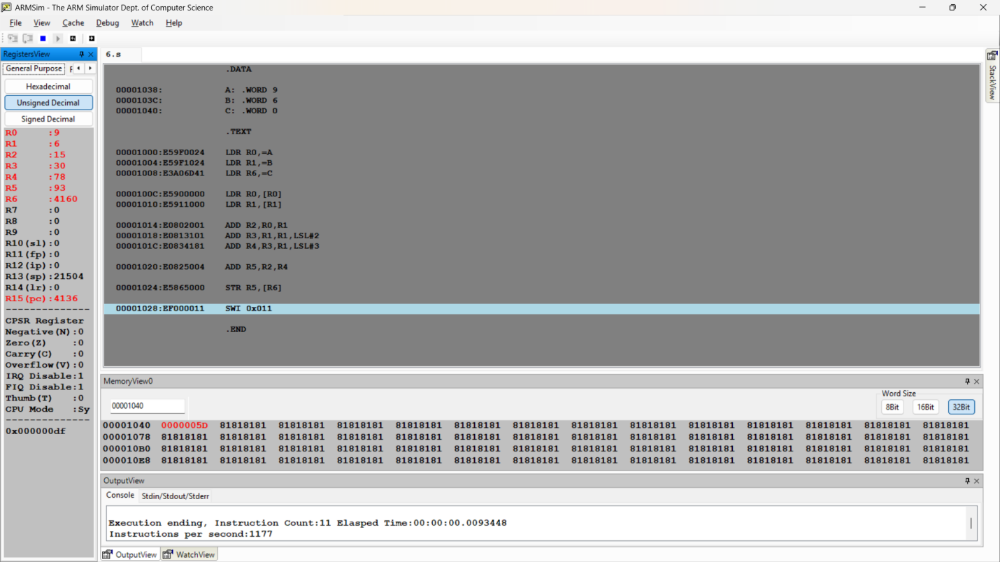 ARMSim - The ARM Simulator Dept. of Computer Science
File View Cache Debug Watch Help
RegistersView
General Purpose F
Hexadecimal
Unsigned Decimal
Signed Decimal
R0 :9
R1 :6
R2 :15
R3 :30
R4 :78
R5 :93
R6 :4160
R7 :0
R8 :0
R9 :0
R10(sl):0
R11(fp):0
R12(ip):0
R13(sp):21504
R14(lr):0
R15(pc):4136
CPSR Register
Negative(N):0
Zero(Z) :0
Carry(C) :0
Overflow(V):0
IRQ Disable:1
FIQ Disable:1
Thumb(T) :0
CPU Mode :Sy
0x000000df
6.s
.DATA
00001038: A: .WORD 9
0000103C: B: .WORD 6
00001040: C: .WORD 0
.TEXT
00001000:E59F0024 LDR R0,=A
00001004:E59F1024 LDR R1,=B
00001008:E3A06D41 LDR R6,=C
0000100C:E5900000 LDR R0,[R0]
00001010:E5911000 LDR R1,[R1]
00001014:E0802001 ADD R2,R0,R1
00001018:E0813101 ADD R3,R1,R1,LSL#2
0000101C:E0834181 ADD R4,R3,R1,LSL#3
00001020:E0825004 ADD R5,R2,R4
00001024:E5865000 STR R5,[R6]
00001028:EF000011 SWI 0x011
.END
StackView
MemoryView0
00001040
Word Size
8Bit 16Bit 32Bit
00001040 0000005D 81818181 81818181 81818181 81818181 81818181 81818181 81818181 81818181 81818181 81818181 81818181 81818181 81818181
00001078 81818181 81818181 81818181 81818181 81818181 81818181 81818181 81818181 81818181 81818181 81818181 81818181 81818181 81818181
000010B0 81818181 81818181 81818181 81818181 81818181 81818181 81818181 81818181 81818181 81818181 81818181 81818181 81818181 81818181
000010E8 81818181 81818181 81818181 81818181 81818181 81818181 81818181 81818181 81818181 81818181 81818181 81818181 81818181 81818181
OutputView
Console Stdin/Stdout/Stderr
Execution ending, Instruction Count:11 Elasped Time:00:00:00.0093448
Instructions per second:1177
OutputView WatchView